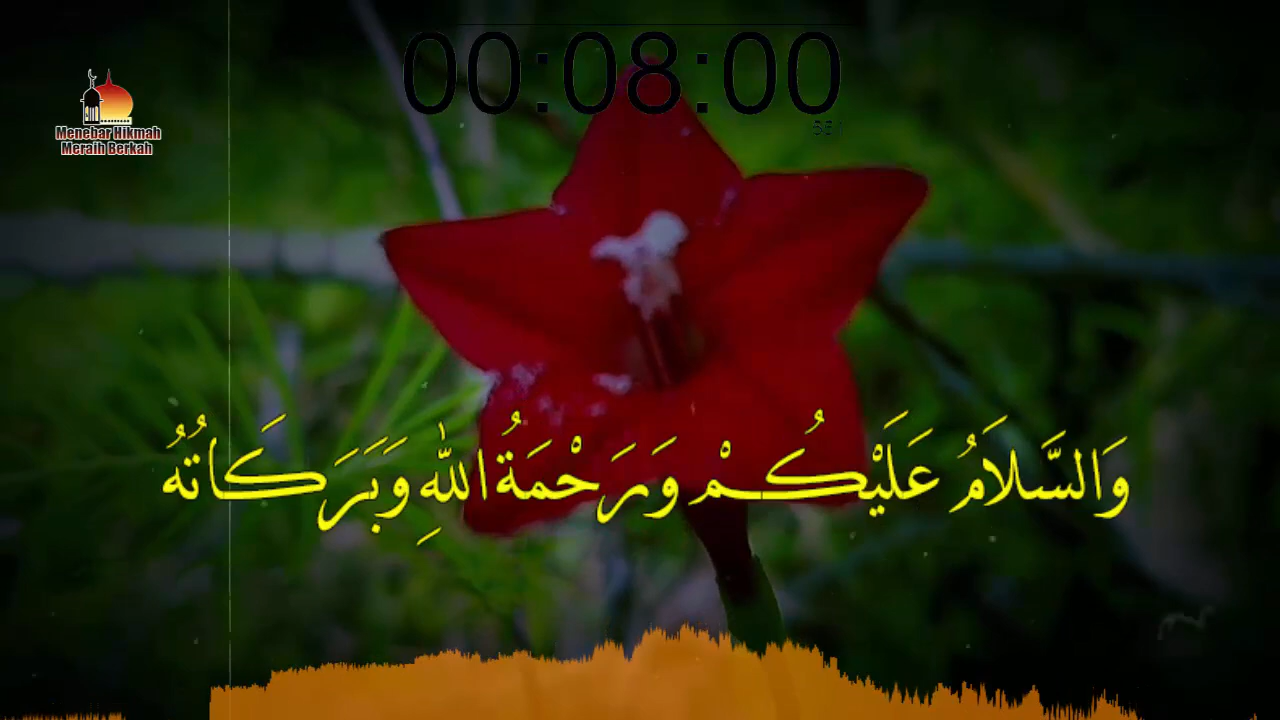 00:08:00
Menebar Hikmah
Meraih Berkah
وَالسَّلَامُ عَلَيْكُمْ وَرَحْمَةُ اللّٰهِ وَبَرَكَاتُهُ